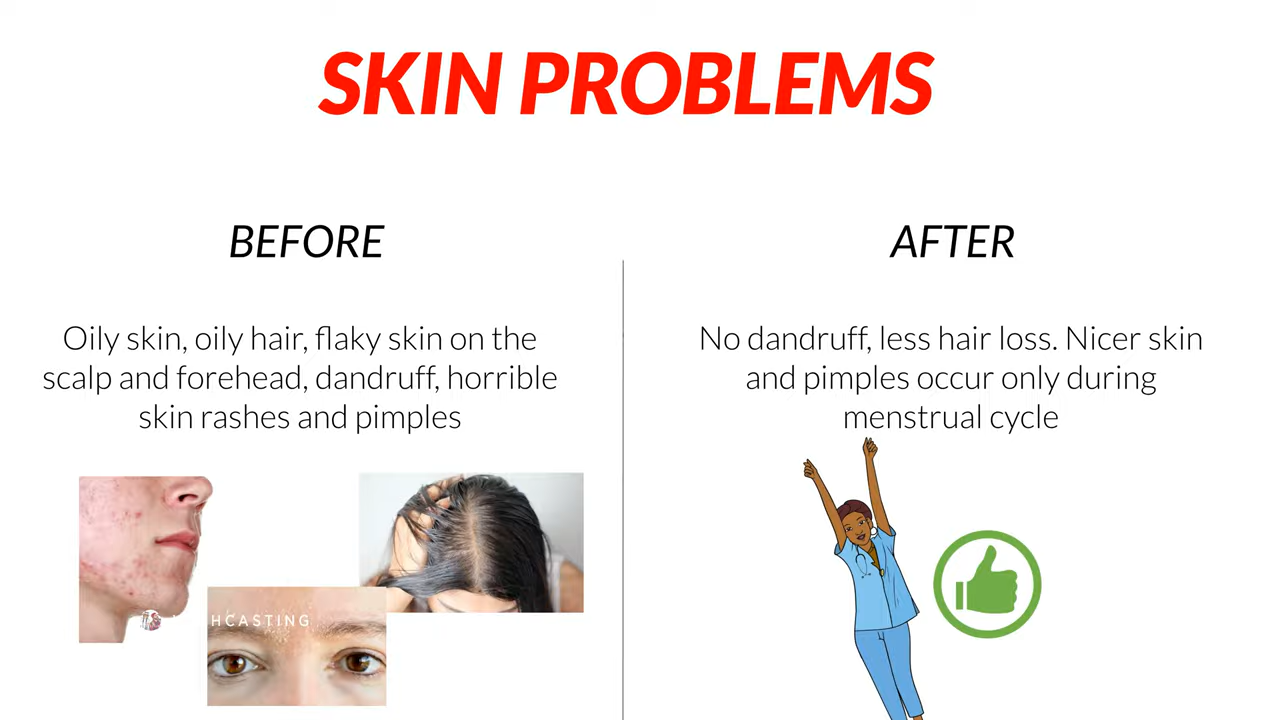 SKIN PROBLEMS
BEFORE
Oily skin, oily hair, flaky skin on the
scalp and forehead, dandruff, horrible
skin rashes and pimples
AFTER
No dandruff, less hair loss. Nicer skin
and pimples occur only during
menstrual cycle
HCASTING